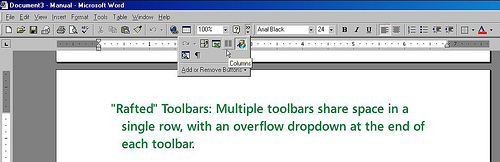 Document3 - Manual - Microsoft Word
File Edit View Insert Format Tools Table Window Help
100% Arial Black 24 B I U
Columns
Add or Remove Buttons
"Rafted" Toolbars: Multiple toolbars share space in a
single row, with an overflow dropdown at the end of
each toolbar.